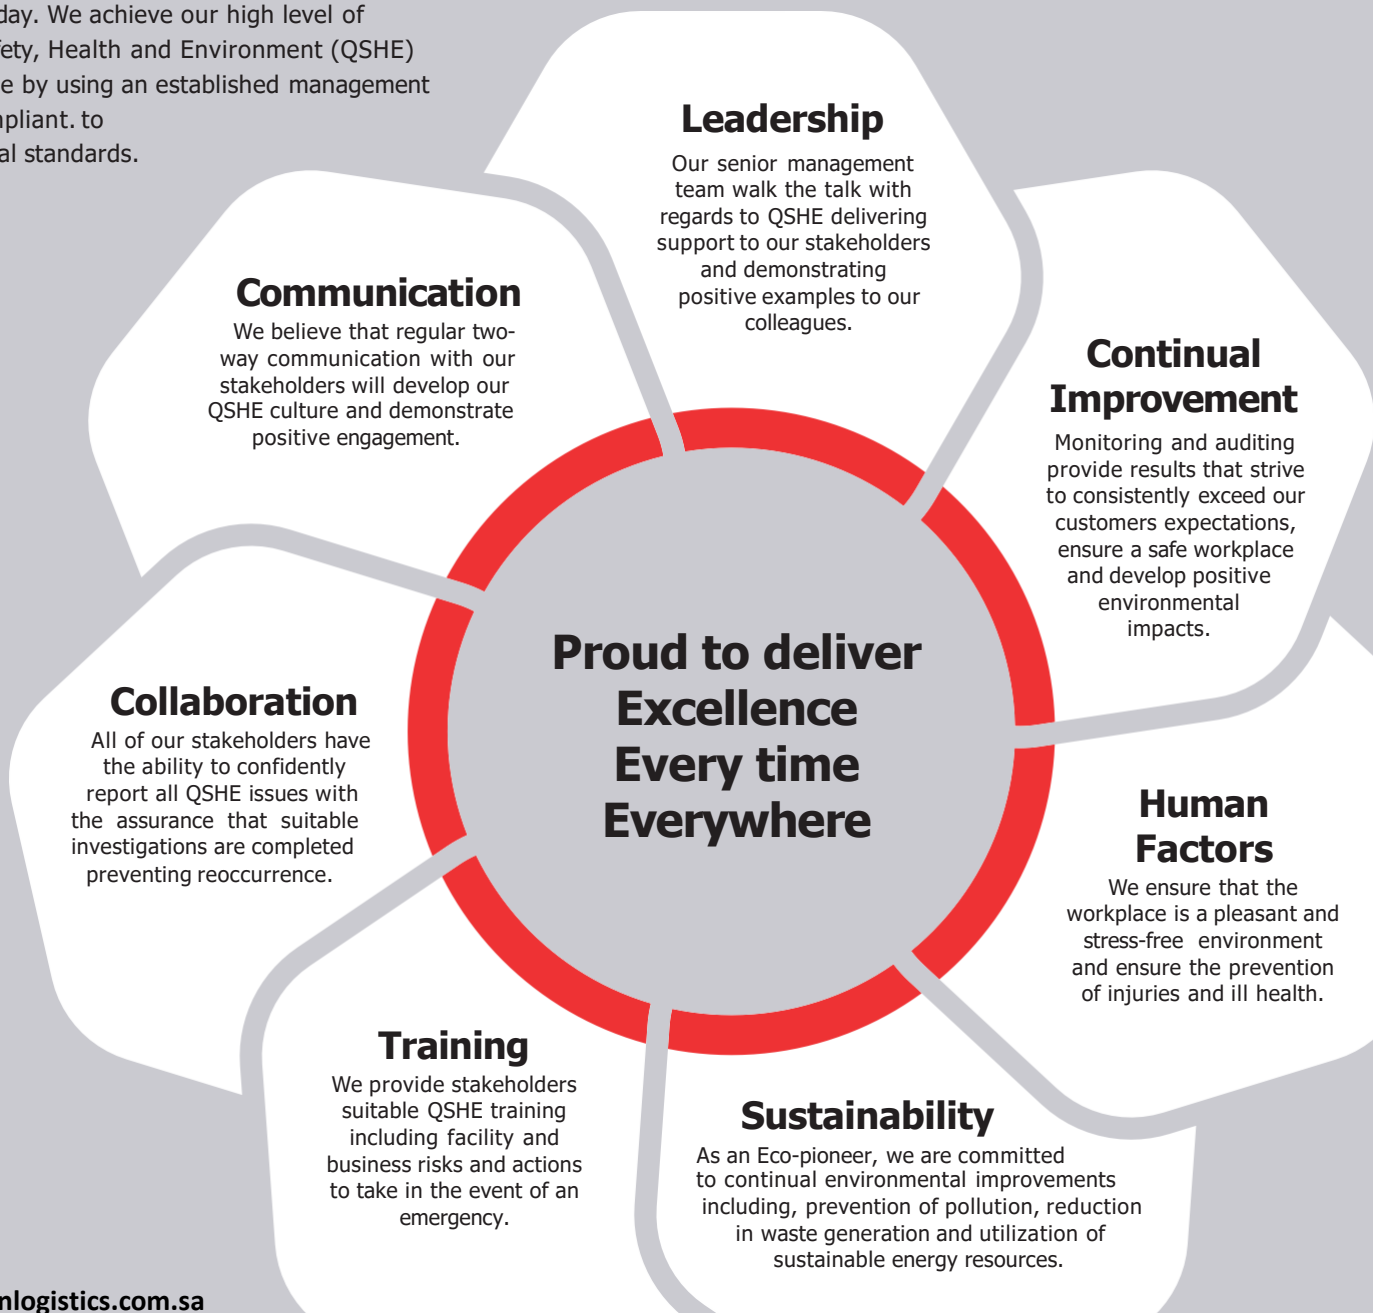 day. We achieve our high level of
Health and Environment (QSHE)
by using an established management
to
standards.
Leadership
Our senior management
team walk the talk with
regards to QSHE delivering
support to our stakeholders
and demonstrating
positive examples to our
colleagues.
Communication
We believe that regular two-
way communication with our
stakeholders will develop our
QSHE culture and demonstrate
positive engagement.
Continual
Improvement
Monitoring and auditing
provide results that strive
to consistently exceed our
customers expectations,
ensure a safe workplace
and develop positive
environmental
impacts.
Proud to deliver
Excellence
Every time
Everywhere
Collaboration
All of our stakeholders have
the ability to confidently
report all QSHE issues with
the assurance that suitable
investigations are completed
preventing reoccurrence.
Human
Factors
We ensure that the
workplace is a pleasant and
stress-free environment
and ensure the prevention
of injuries and ill health.
Training
We provide stakeholders
suitable QSHE training
including facility and
business risks and actions
to take in the event of an
emergency.
Sustainability
As an Eco-pioneer, we are committed
to continual environmental improvements
including, prevention of pollution, reduction
in waste generation and utilization of
sustainable energy resources.
nlogistics.com.sa